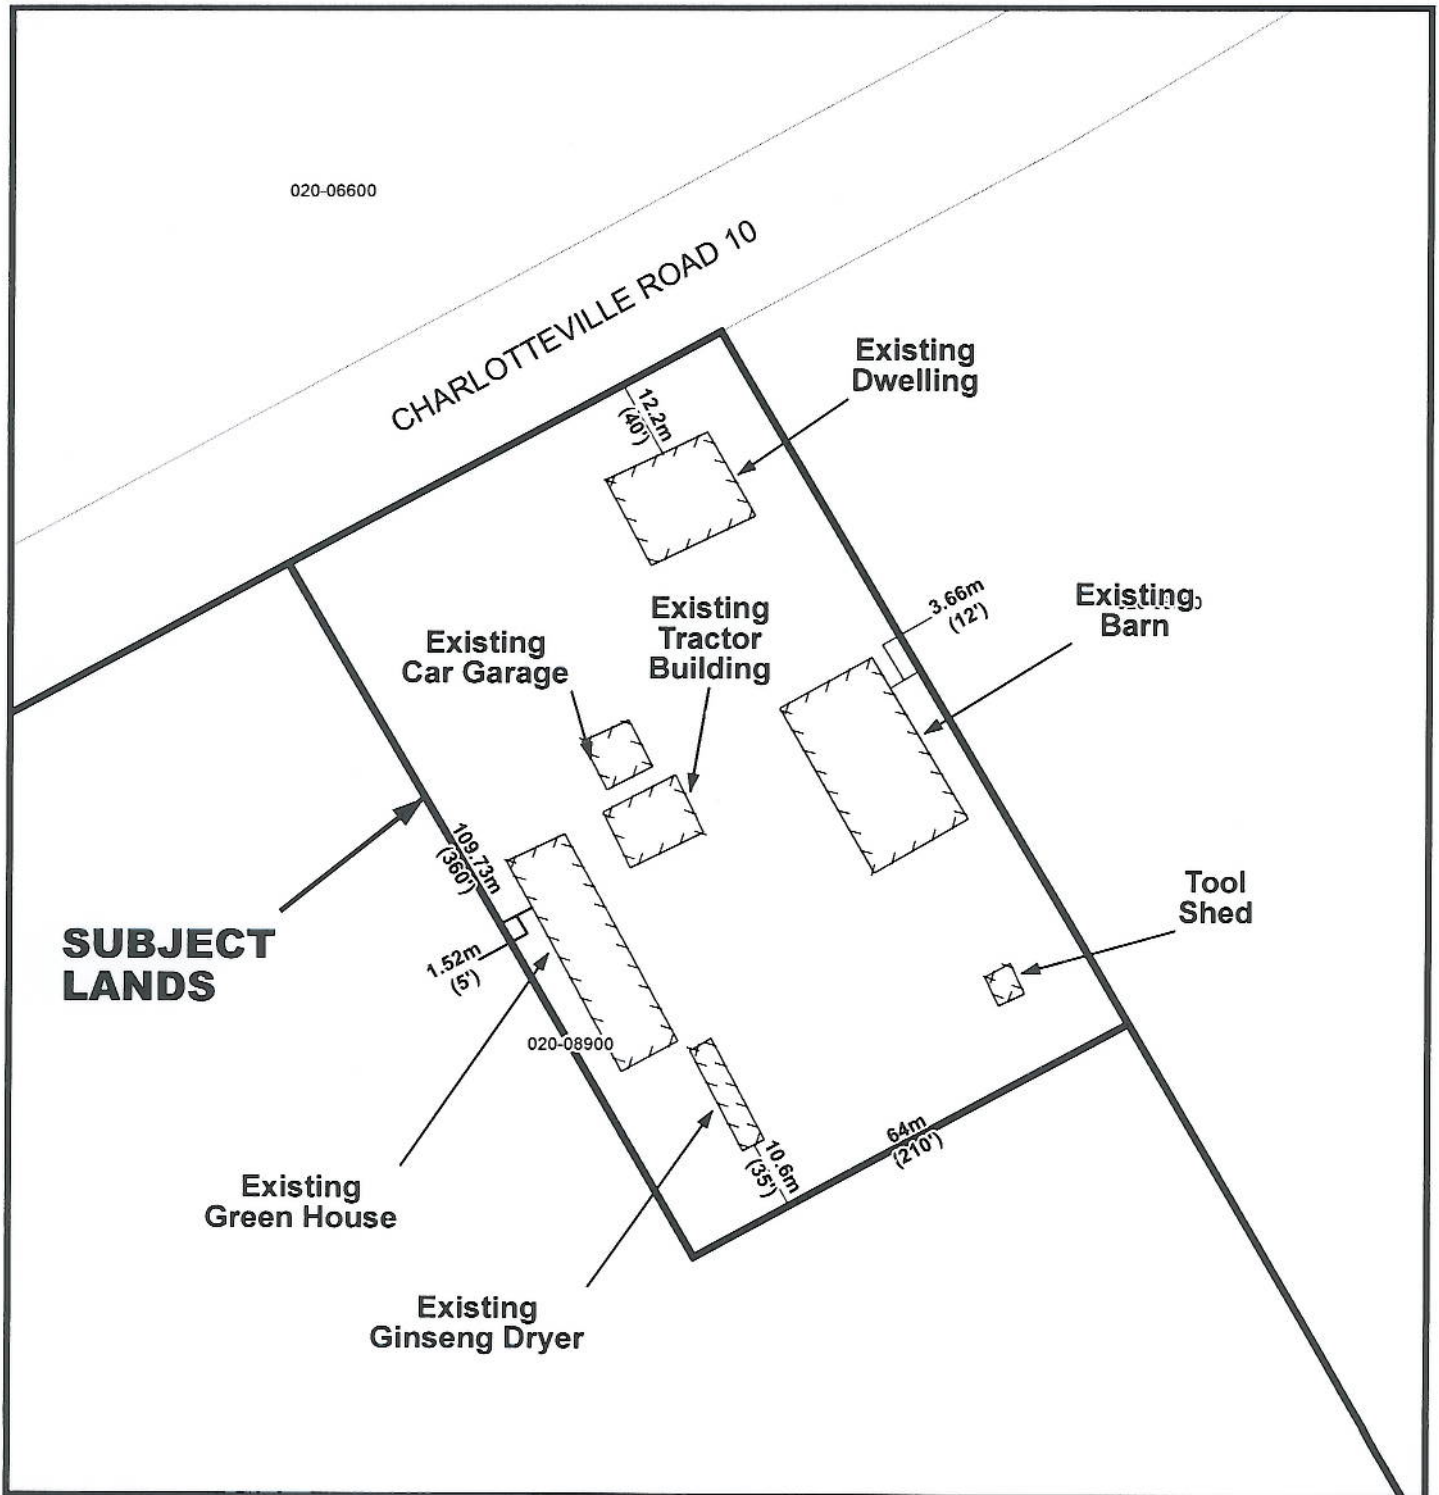 020-06600
CHARLOTTEVILLE ROAD 10
Existing
Dwelling
12.2m
(40')
3.66m
(12')
Existing
Barn
Existing
Tractor
Building
Existing
Car Garage
109.73m
(360')
SUBJECT
LANDS
1.52m
(5')
Tool
Shed
020-08900
64m
(210')
10.6m
(35')
Existing
Green House
Existing
Ginseng Dryer